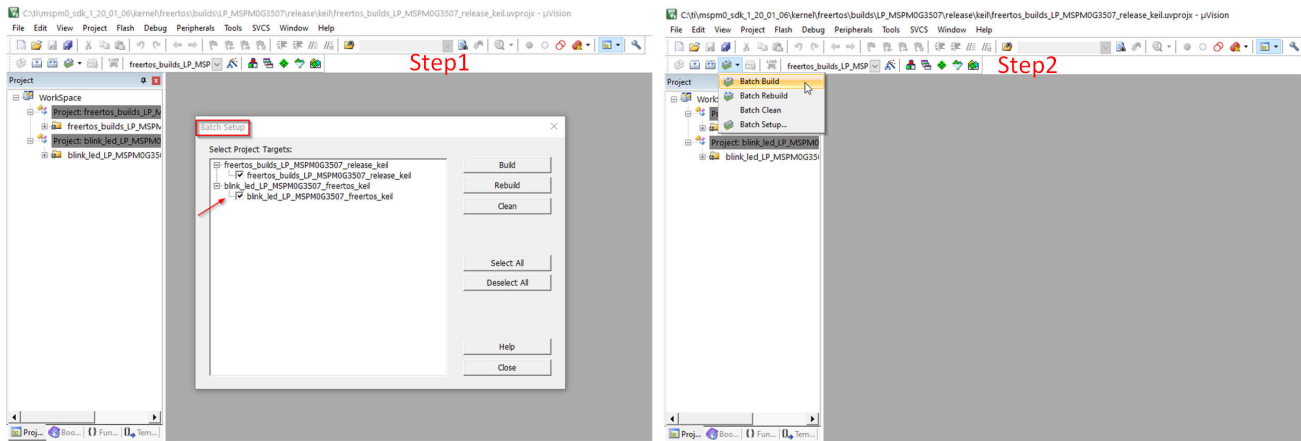 C:\ti\mspm0_sdk_1_20_01_06\kernel\freertos\builds\LP_MSPM0G3507\release\keil\freertos_builds_LP_MSPM0G3507_release_keil.uvprojx - µVision
File Edit View Project Flash Debug Peripherals Tools SVCS Window Help
freertos_builds_LP_MSP
Step1
Project
WorkSpace
Project: freertos_builds_LP_M
freertos_builds_LP_MSPM
Project: blink_led_LP_MSPM0
blink_led_LP_MSPM0G35
Batch Setup
Select Project Targets:
freertos_builds_LP_MSPM0G3507_release_keil
freertos_builds_LP_MSPM0G3507_release_keil
blink_led_LP_MSPM0G3507_freertos_keil
blink_led_LP_MSPM0G3507_freertos_keil
Build
Rebuild
Clean
Select All
Deselect All
Help
Close
Proj...
Boo...
{} Fun...
Tem...
C:\ti\mspm0_sdk_1_20_01_06\kernel\freertos\builds\LP_MSPM0G3507\release\keil\freertos_builds_LP_MSPM0G3507_release_keil.uvprojx - µVision
File Edit View Project Flash Debug Peripherals Tools SVCS Window Help
freertos_builds_LP_MSP
Step2
Project
Batch Build
Batch Rebuild
Batch Clean
Batch Setup...
Project: blink_led_LP_MSPM0
blink_led_LP_MSPM0G35
Proj...
Boo...
{} Fun...
Tem...